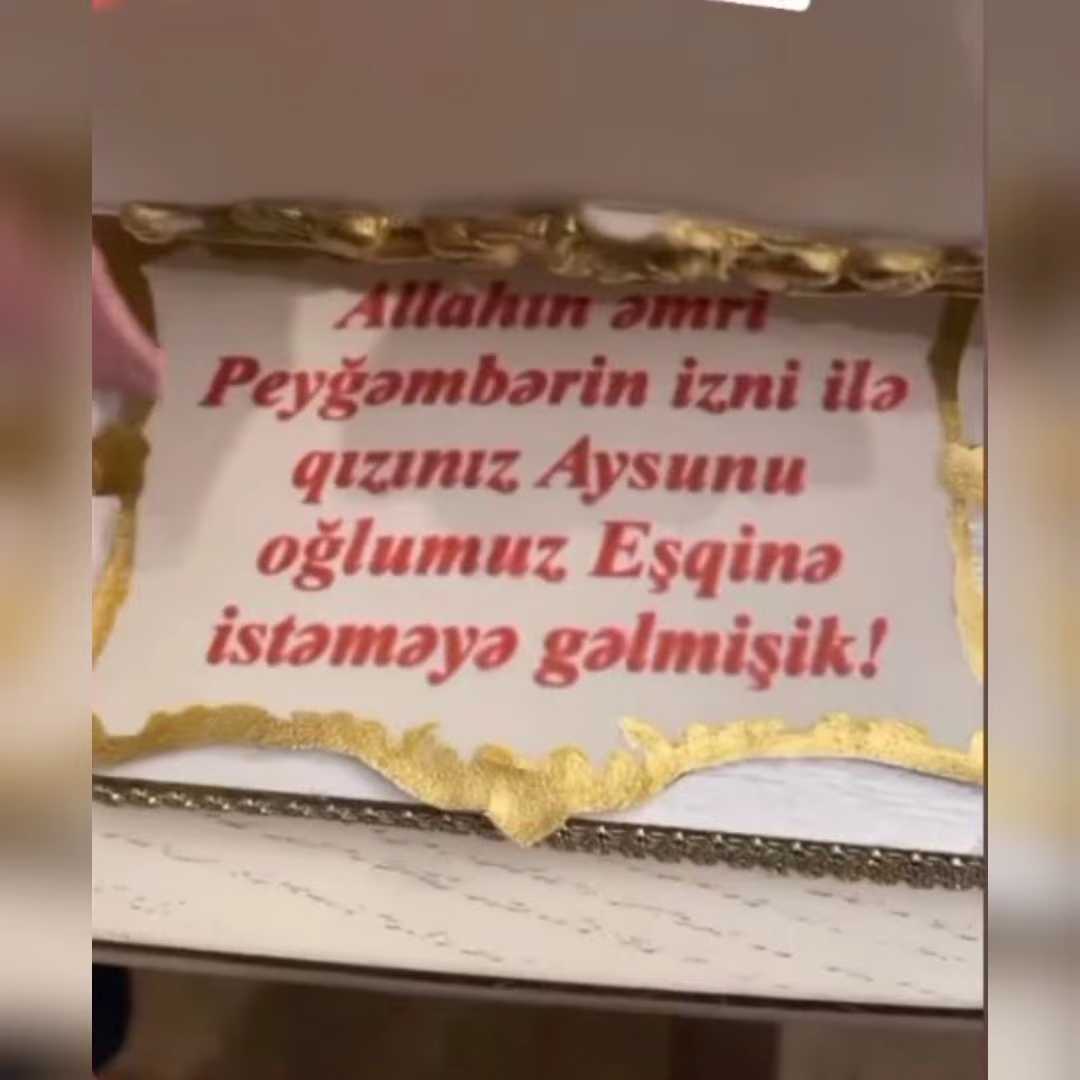 Allahın əmri
Peyğəmbərin izni ilə
qızınız Aysunu
oğlumuz Eşqinə
istəməyə gəlmişik!